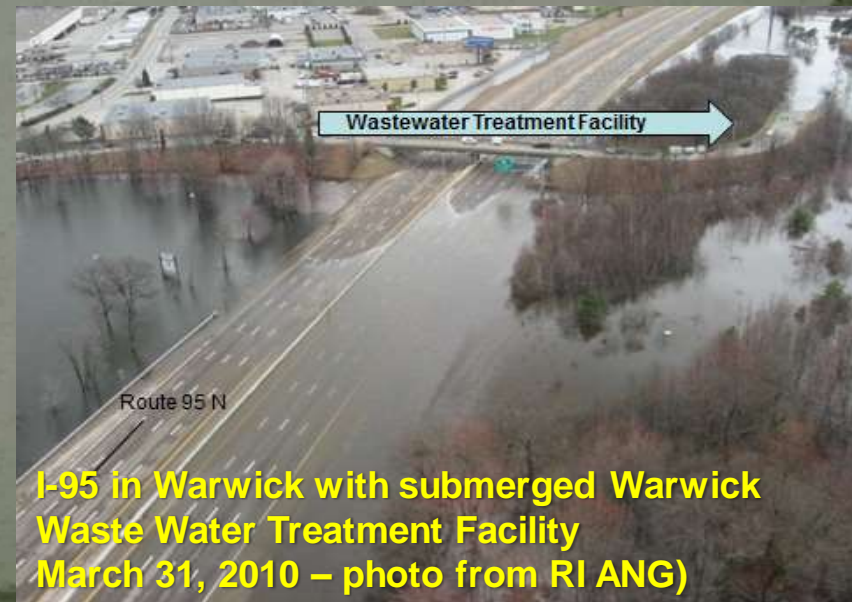 Wastewater Treatment Facility
Route 95 N
I-95 in Warwick with submerged Warwick
Waste Water Treatment Facility
March 31, 2010 – photo from RI ANG)